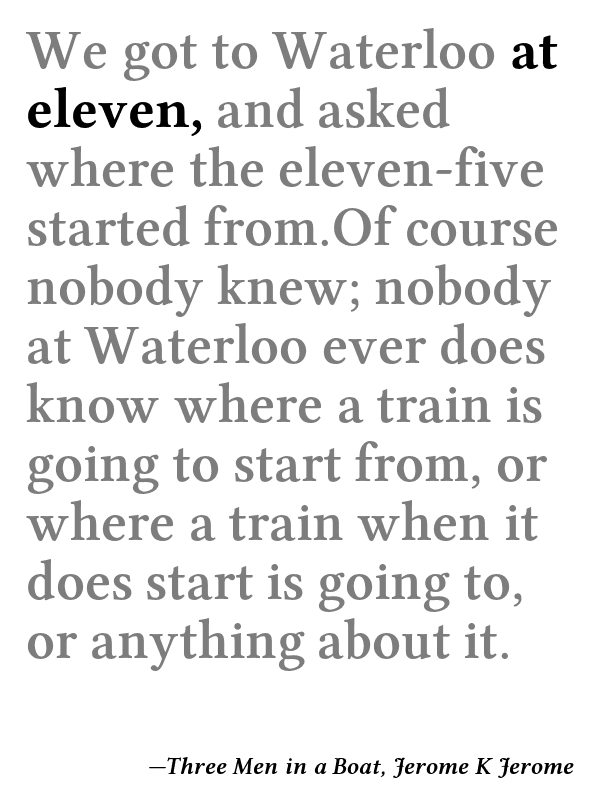 We got to Waterloo at
eleven, and asked
where the eleven-five
started from.Of course
nobody knew; nobody
at Waterloo ever does
know where a train is
going to start from, or
where a train when it
does start is going to,
or anything about it.
—Three Men in a Boat, Jerome K Jerome